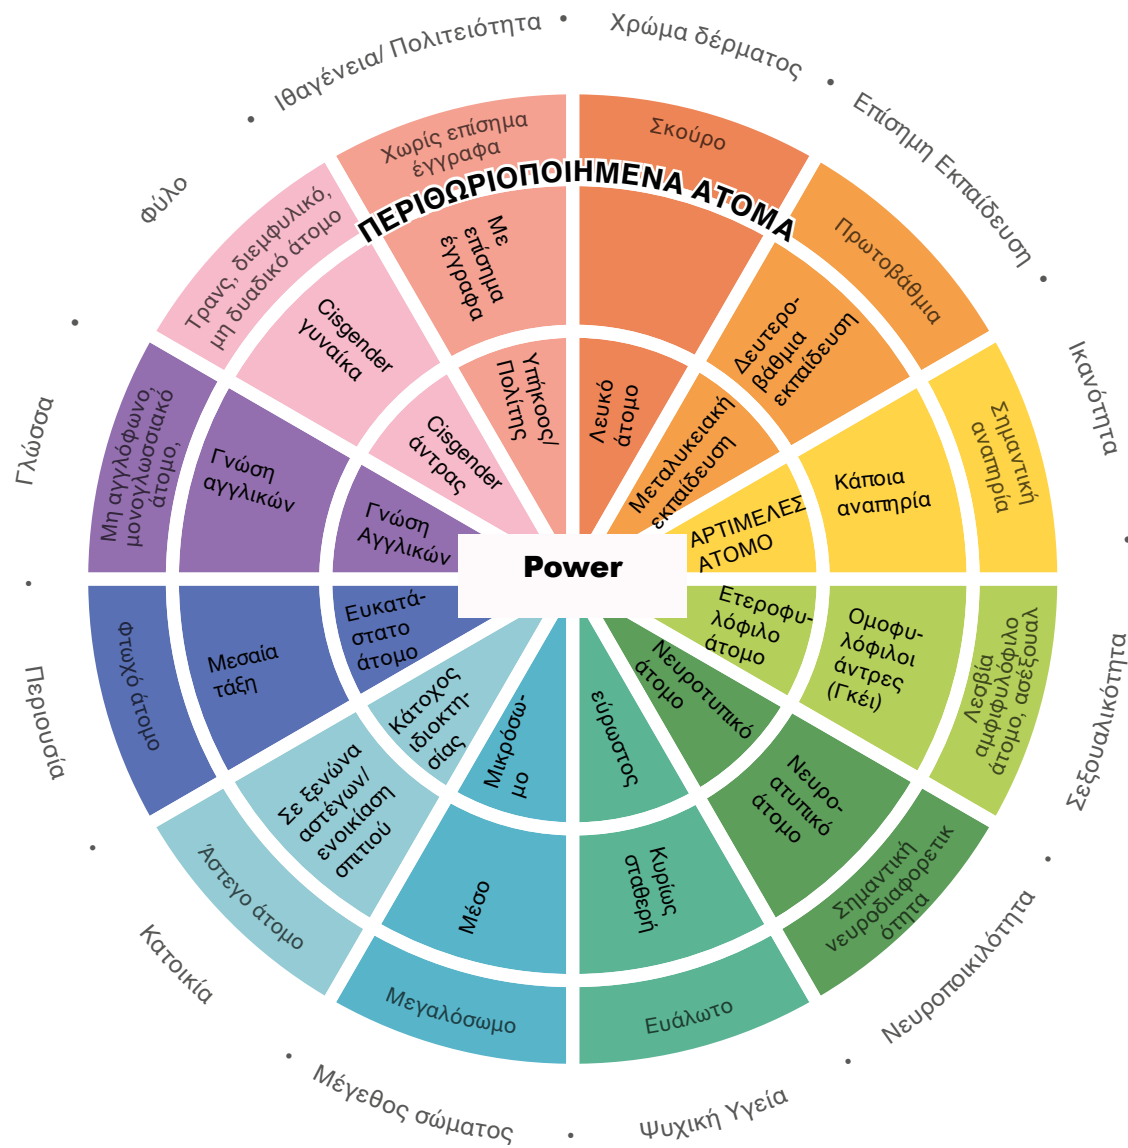 Ιθαγένεια/ Πολιτειότητα
Χρώμα δέρματος
Επίσημη Εκπαίδευση
Ικανότητα
Σεξουαλικότητα
Νευροποικιλότητα
Ψυχική Υγεία
Μέγεθος σώματος
Κατοικία
Περιουσία
Γλώσσα
Φύλο
ΠΕΡΙΘΩΡΙΟΠΟΙΗΜΕΝΑ ΑΤΟΜΑ
Χωρίς επίσημα
έγγραφα
Με
επίσημα
έγγραφα
Υπήκοος/
Πολίτης
Σκούρο
Λευκό
άτομο
Πρωτοβάθμια
Δευτερο-
βάθμια
εκπαίδευση
Μεταλυκειακή
εκπαίδευση
Σημαντική
αναπηρία
Κάποια
αναπηρία
ΑΡΤΙΜΕΛΕΣ
ΑΤΟΜΟ
Λεσβία
αμφιφυλόφιλο
άτομο, ασέξουαλ
Ομοφυ-
λόφιλοι
άντρες
(Γκέι)
Ετεροφυ-
λόφιλο
άτομο
Σημαντική
νευροδιαφορετικ
ότητα
Νευρο-
ατυπικό
άτομο
Νευροτυπικό
άτομο
Ευάλωτο
Κυρίως
σταθερή
εύρωστος
Μεγαλόσωμο
Μέσο
Μικρόσω-
μο
Άστεγο άτομο
Σε ξενώνα
αστέγων/
ενοικίαση
σπιτιού
Κάτοχος
ιδιοκτη-
σίας
Φτωχό άτομο
Μεσαία
τάξη
Ευκατά-
στατο
άτομο
Μη αγγλόφωνο,
μονογλωσσιακό
άτομο,
Γνώση
αγγλικών
Γνώση
Αγγλικών
Τρανς, διεμφυλικό,
μη δυαδικό άτομο
Cisgender
γυναίκα
Cisgender
άντρας
Power